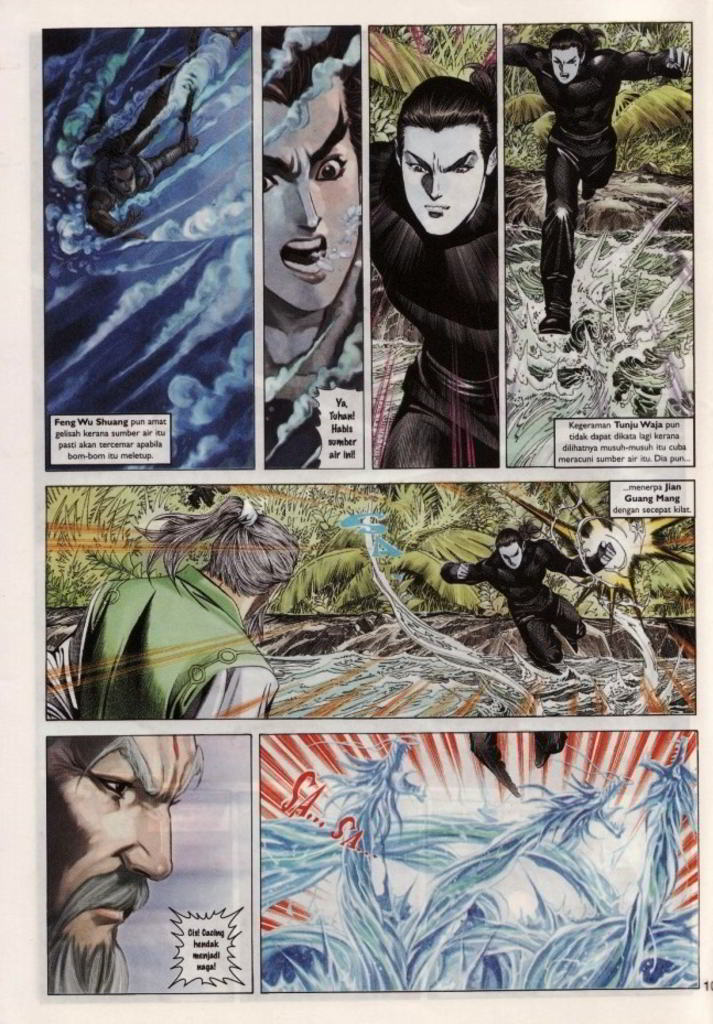 Feng Wu Shuang pun amat
gelisah kerana sumber air itu
pasti akan tercemar apabila
bom-bom itu meletup.
Ya,
Tuhan!
Habis
sumber
air ini!
Kegeraman Tunju Waja pun
tidak dapat dikata lagi kerana
dilihatnya musuh-musuh itu cuba
meracuni sumber air itu. Dia pun...
...menerpa Jian
Guang Mang
dengan secepat kilat.
Cis! Cacing
hendak
menjadi
naga!
SA...
SA...
10